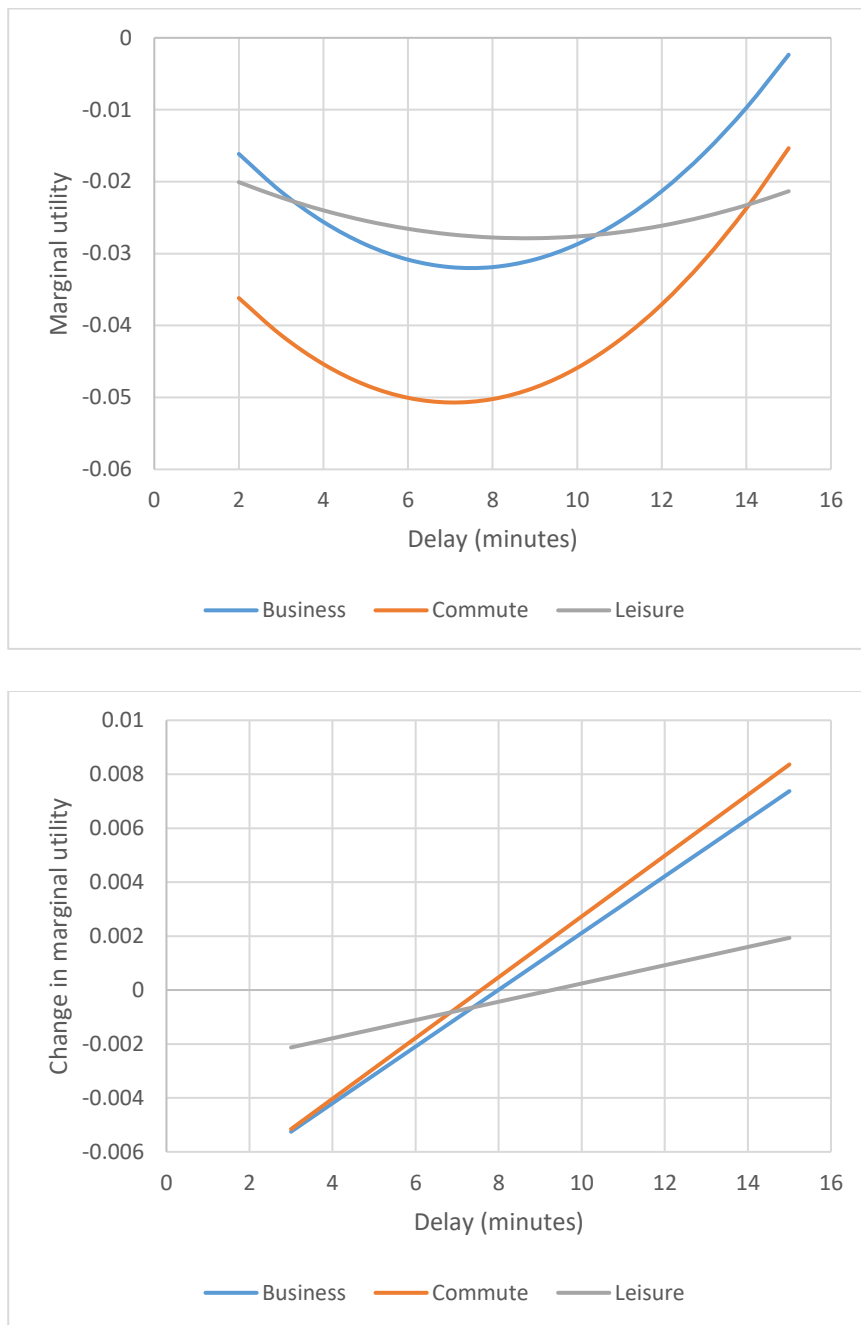 0
-0.01
-0.02
-0.03
-0.04
-0.05
-0.06
Marginal utility
0 2 4 6 8 10 12 14 16
Delay (minutes)
Business Commute Leisure
0.01
0.008
0.006
0.004
0.002
0
-0.002
-0.004
-0.006
Change in marginal utility
0 2 4 6 8 10 12 14 16
Delay (minutes)
Business Commute Leisure